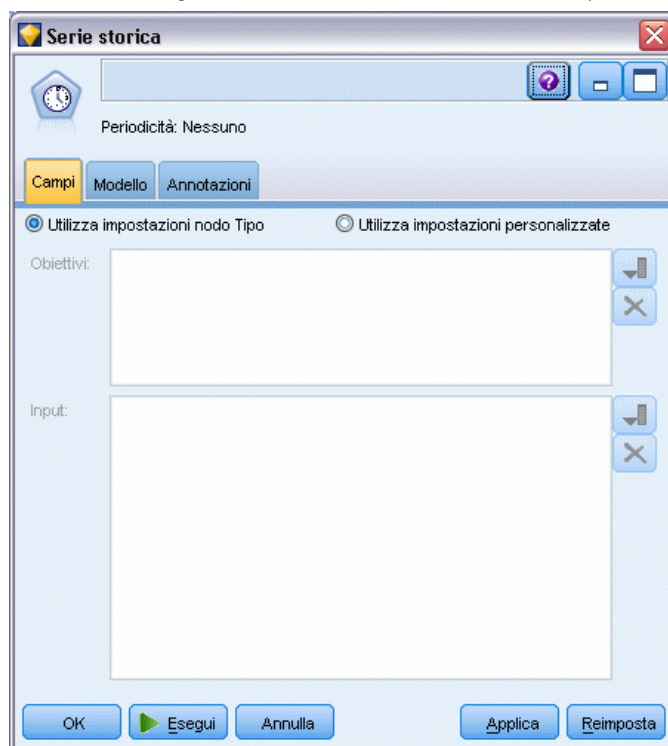 Serie storica
Periodicità: Nessuno
Campi Modello Annotazioni
Utilizza impostazioni nodo Tipo Utilizza impostazioni personalizzate
Obiettivi:
Input:
OK Esegui Annulla Applica Reimposta